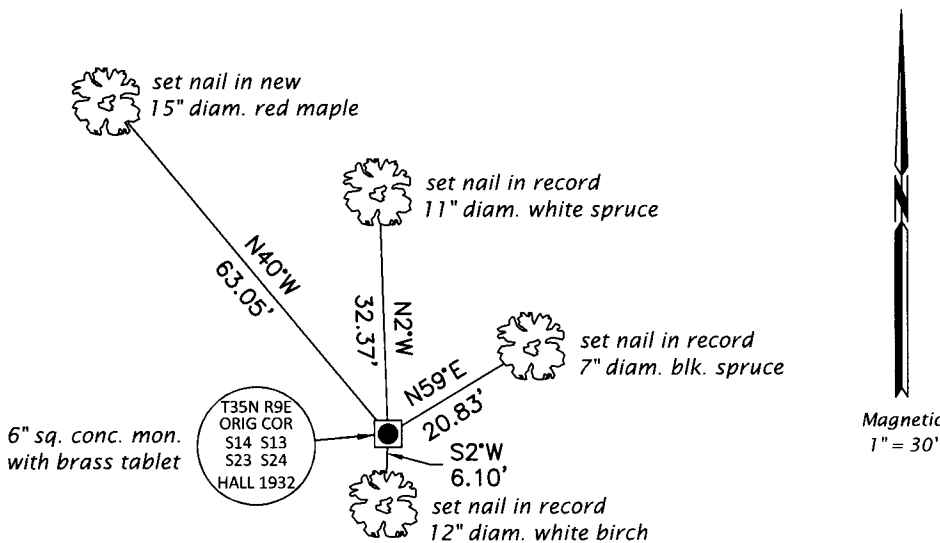 set nail in new
15" diam. red maple
set nail in record
11" diam. white spruce
N40°W
63.05'
N2°W
32.37'
set nail in record
7" diam. blk. spruce
N59°E
20.83'
T35N R9E
ORIG COR
S14 S13
S23 S24
HALL 1932
6" sq. conc. mon.
with brass tablet
S2°W
6.10'
set nail in record
12" diam. white birch
N
Magnetic
1" = 30'